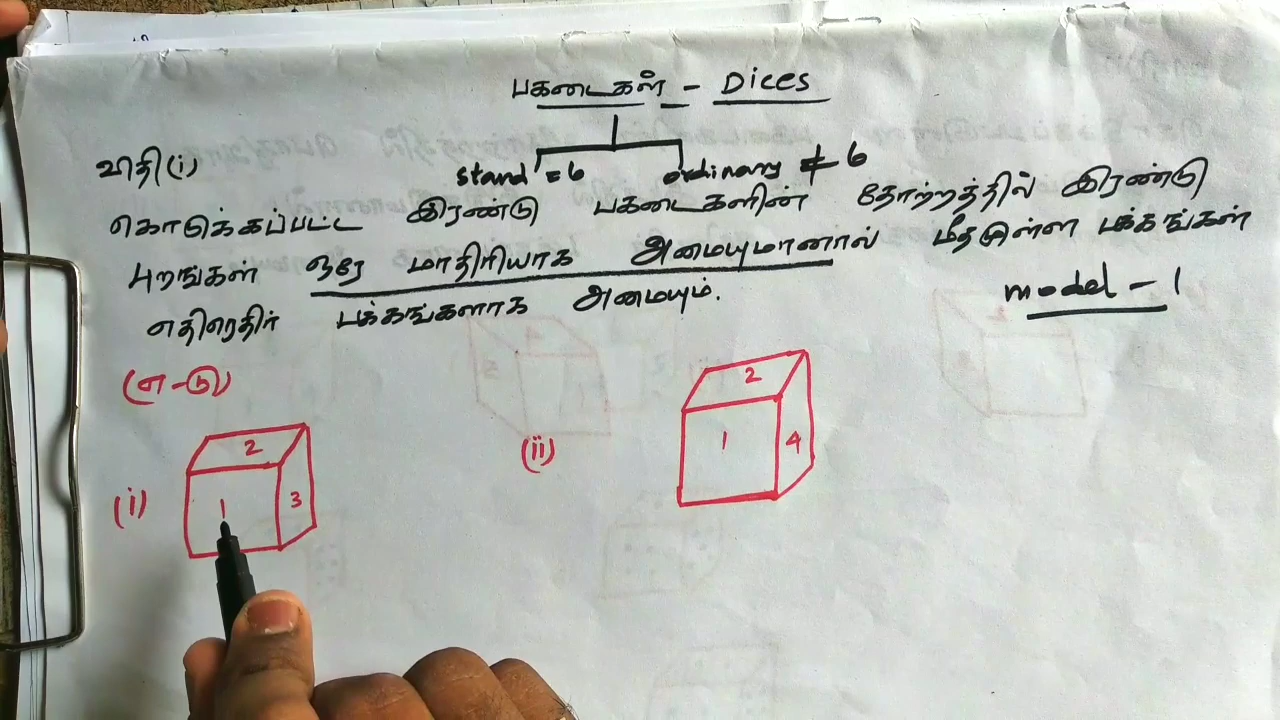 பகடைகள் - Dices
விதி (i)
stand = 6 ordinary ≠ 6
கொடுக்கப்பட்ட இரண்டு பகடைகளின் தோற்றத்தில் இரண்டு
புறங்கள் ஒரே மாதிரியாக அமையுமானால் மீதமுள்ள பக்கங்கள்
எதிரெதிர் பக்கங்களாக அமையும்.
model - 1
(எ-டு)
(i)
2
1
3
(ii)
2
1
4